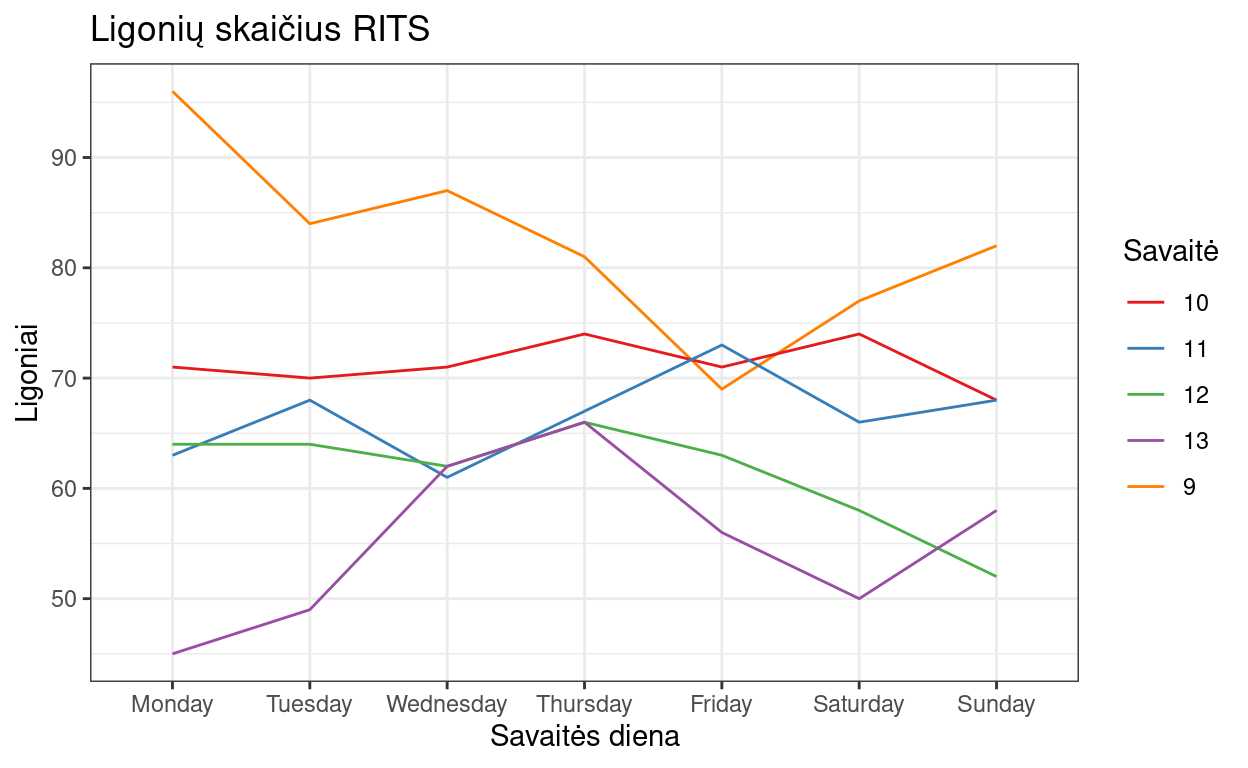 Ligonių skaičius RITS
Ligoniai
90
80
70
60
50
Monday Tuesday Wednesday Thursday Friday Saturday Sunday
Savaitės diena
Savaitė
10
11
12
13
9